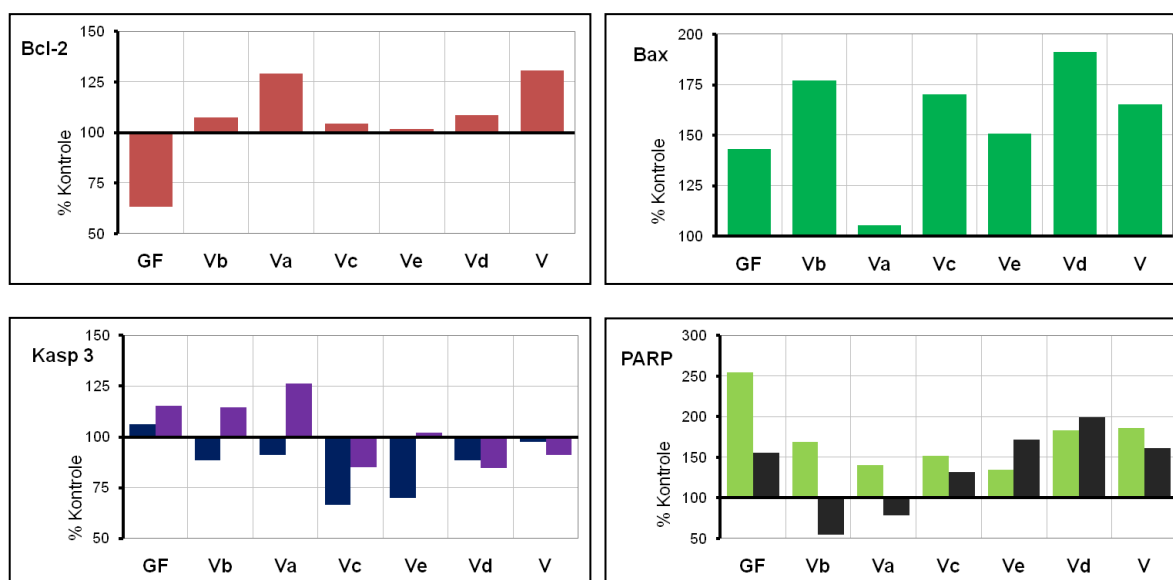 Bcl-2
% Kontrole
150
125
100
75
50
GF Vb Va Vc Ve Vd V
Bax
% Kontrole
200
175
150
125
100
GF Vb Va Vc Ve Vd V
Kasp 3
% Kontrole
150
125
100
75
50
GF Vb Va Vc Ve Vd V
PARP
% Kontrole
300
250
200
150
100
50
GF Vb Va Vc Ve Vd V